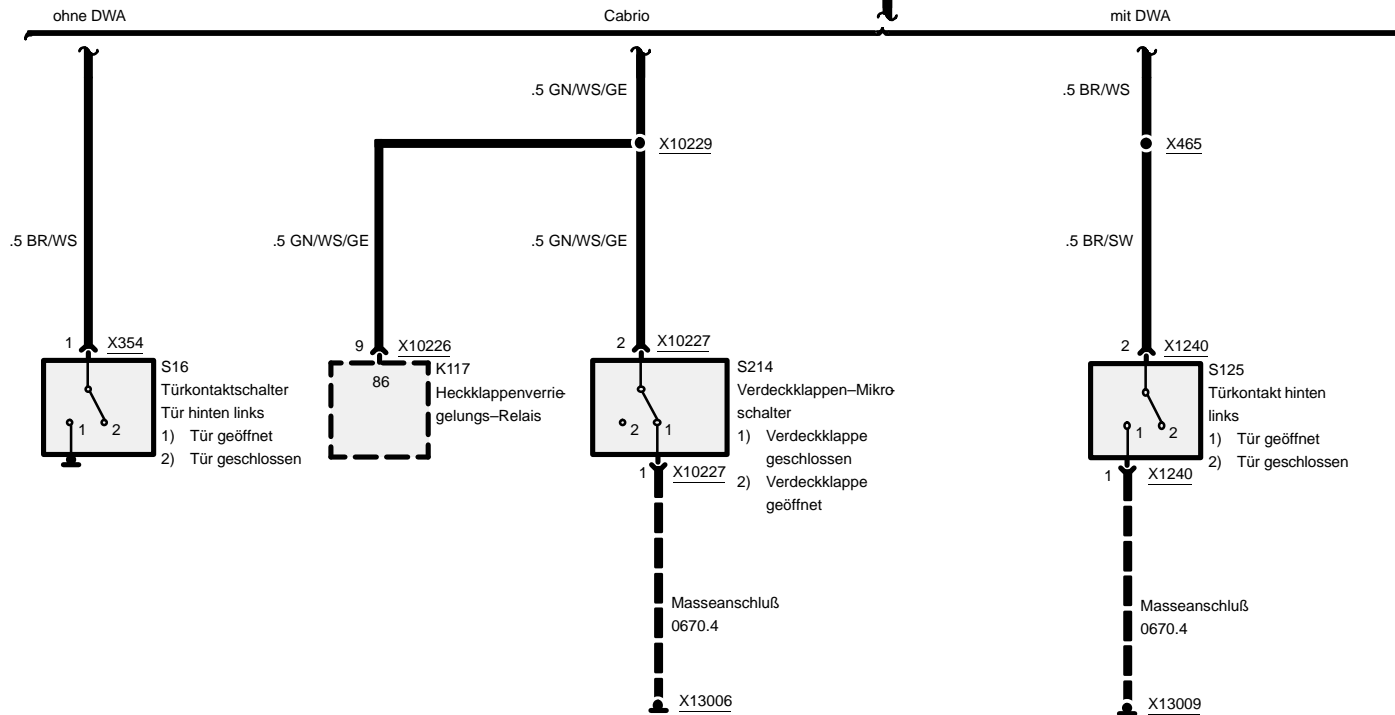 ohne DWA
Cabrio
mit DWA
.5 GN/WS/GE
.5 BR/WS
X10229
X465
.5 BR/WS
.5 GN/WS/GE
.5 GN/WS/GE
.5 BR/SW
1
X354
9
X10226
2
X10227
2
X1240
S16
Türkontaktschalter
Tür hinten links
1) Tür geöffnet
2) Tür geschlossen
1
2
86
K117
Heckklappenverrie-
gelungs–Relais
2
1
S214
Verdeckklappen–Mikro-
schalter
1) Verdeckklappe
geschlossen
2) Verdeckklappe
geöffnet
1
2
S125
Türkontakt hinten
links
1) Tür geöffnet
2) Tür geschlossen
1
X10227
1
X1240
Masseanschluß
0670.4
Masseanschluß
0670.4
X13006
X13009